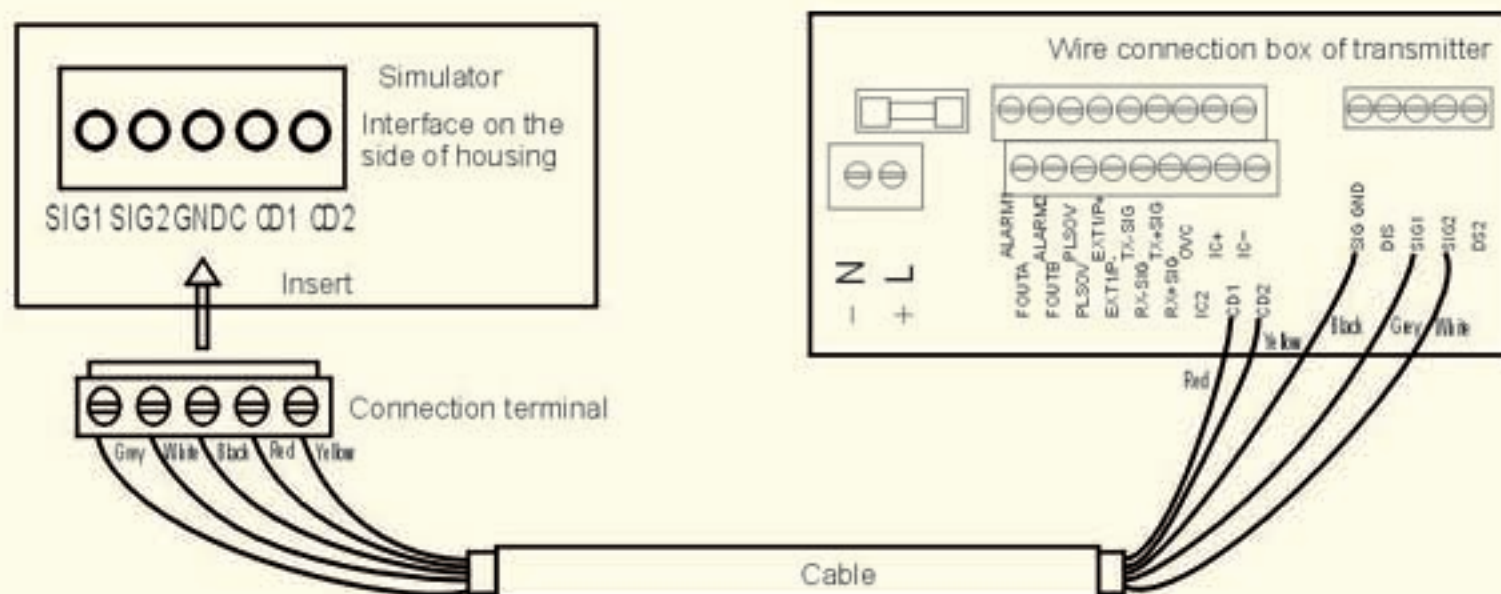 Simulator
Interface on the
side of housing
SIG1 SIG2 GNDC CD1 CD2
Insert
Connection terminal
Grey White Black Red Yellow
Cable
Wire connection box of transmitter
ALARM1 ALARM2 PLSOV EXT1/P+ TX-SIG TX+SIG OVC IC+ IC-
FOUTA FOUTB PLSOV EXT1/P- RX-SIG RX+SIG IC2 CD1 CD2
SIG GND DIS SIG1 SIG2 DS2
- N
+ L
Red Yellow Black Grey White